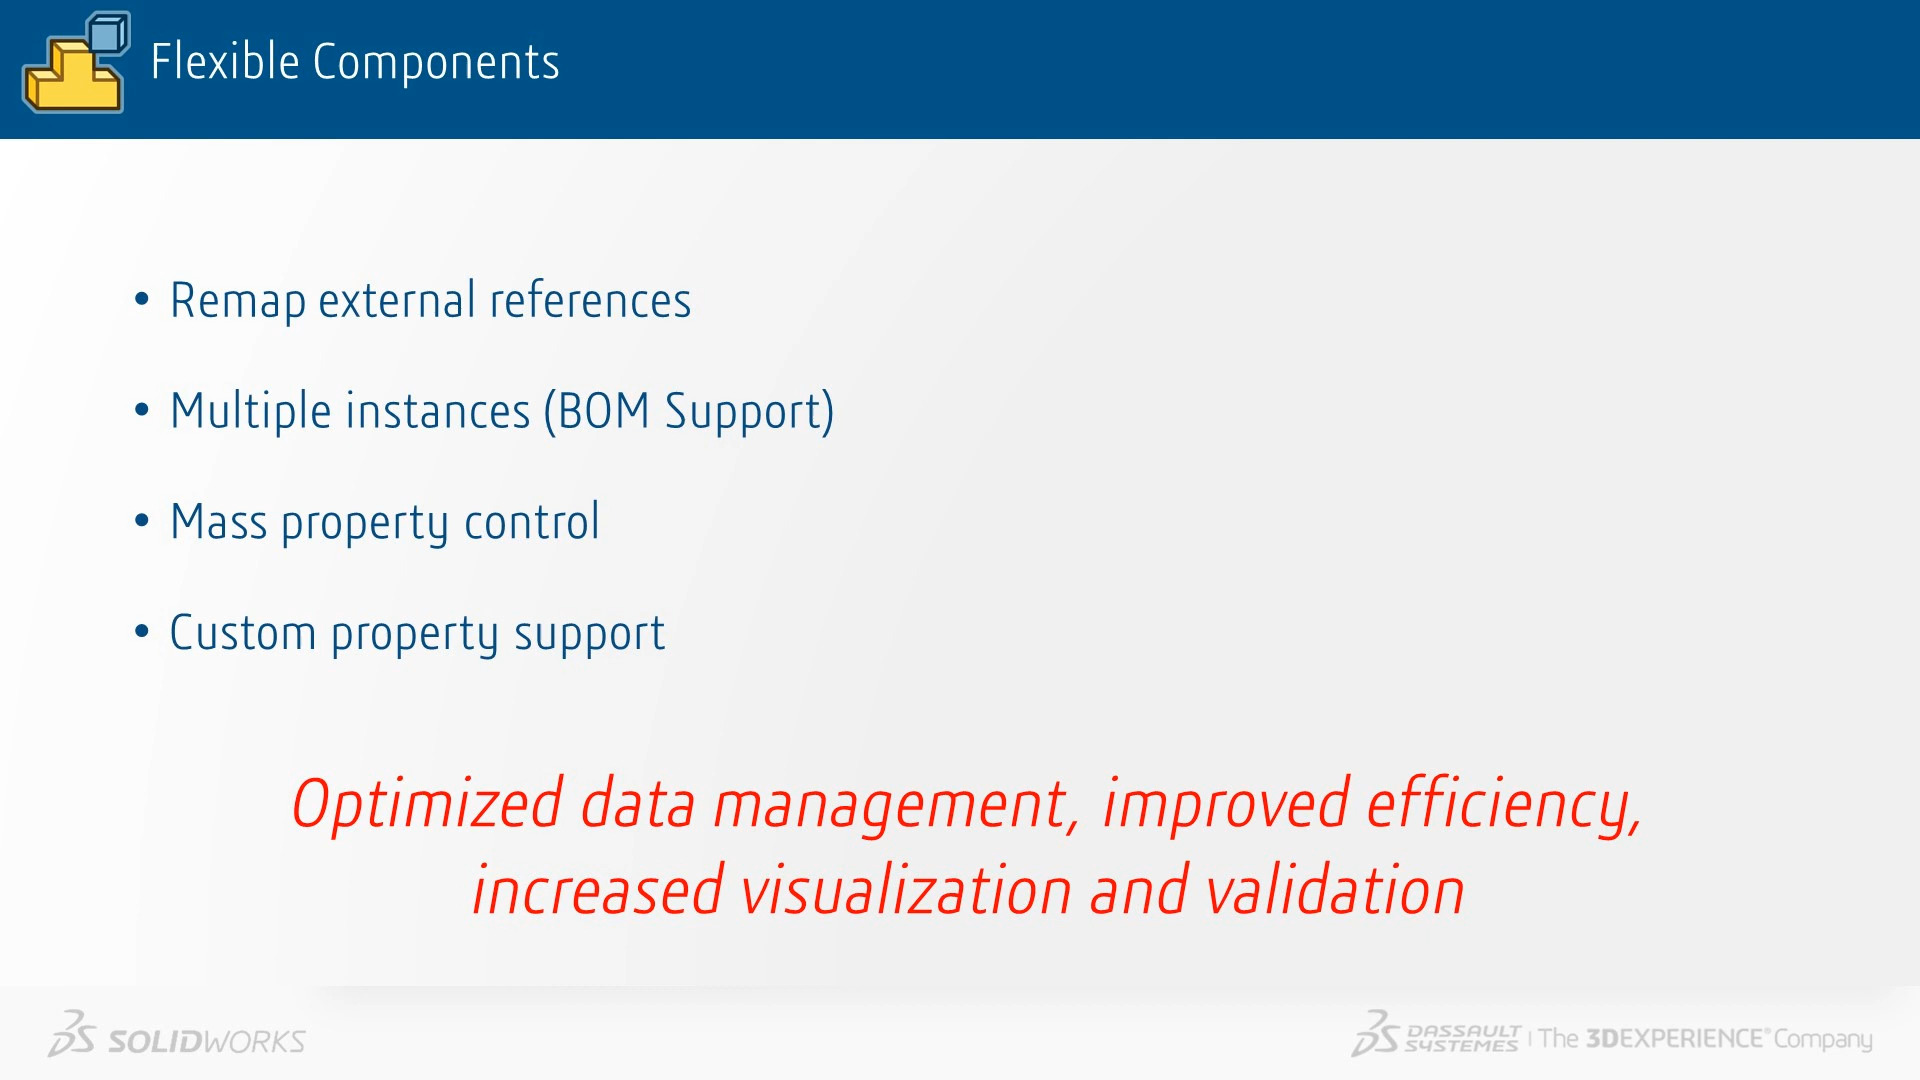 Flexible Components
• Remap external references
• Multiple instances (BOM Support)
• Mass property control
• Custom property support
Optimized data management, improved efficiency,
increased visualization and validation
SOLIDWORKS
DASSAULT SYSTEMES | The 3DEXPERIENCE® Company